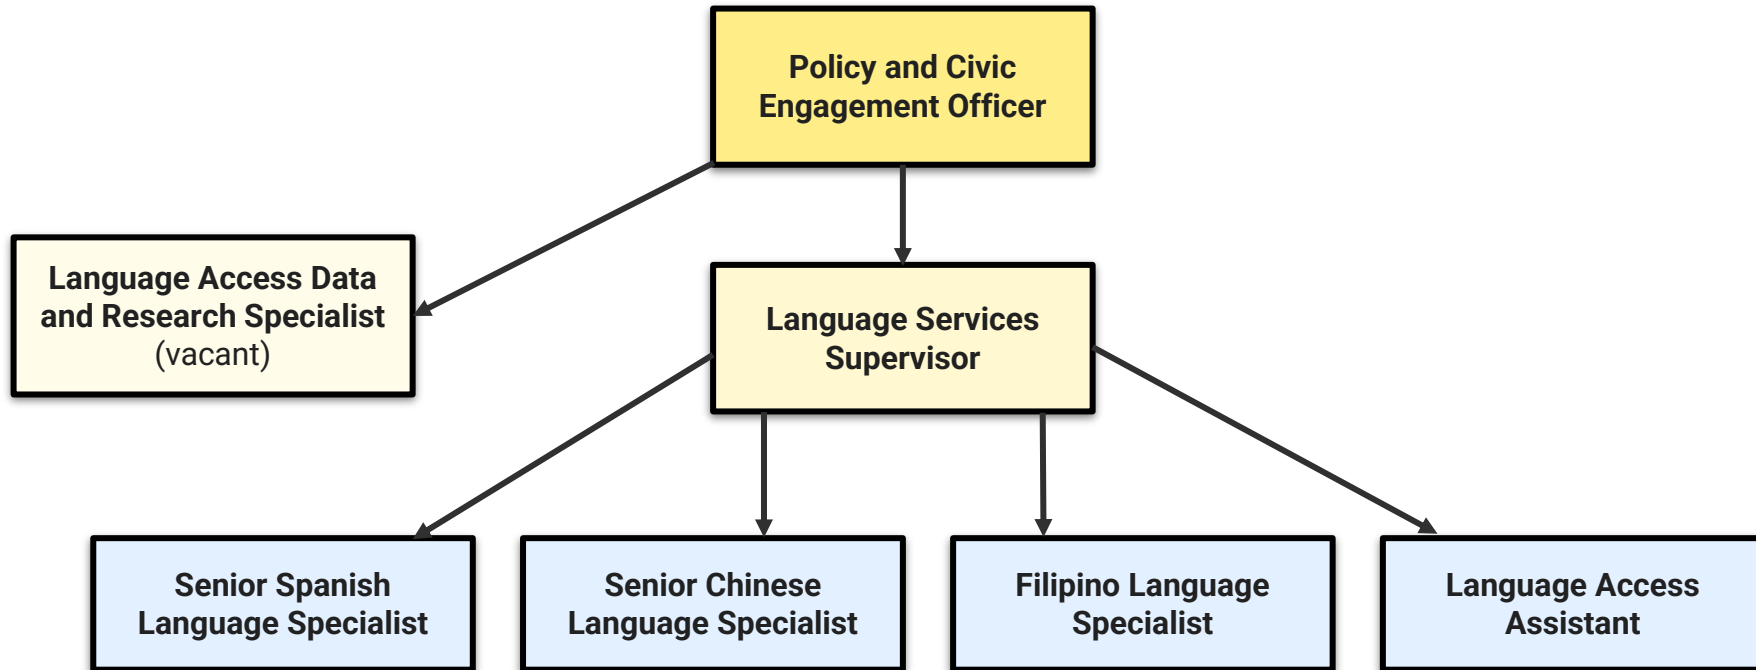 Policy and Civic
Engagement Officer
Language Access Data
and Research Specialist
(vacant)
Language Services
Supervisor
Senior Spanish
Language Specialist
Senior Chinese
Language Specialist
Filipino Language
Specialist
Language Access
Assistant